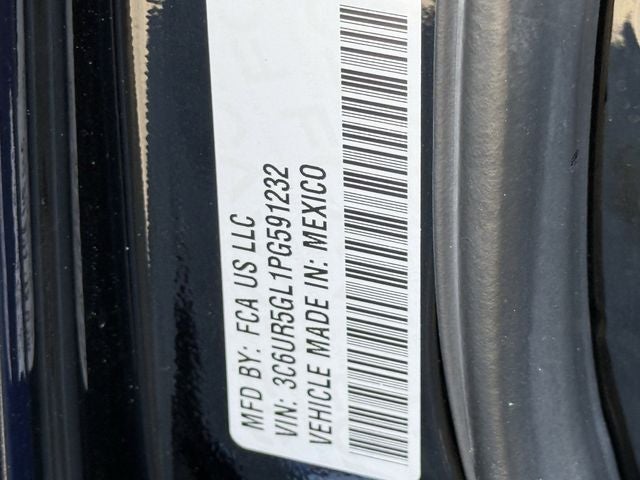 MFD BY: FCA US LLC
VIN: 3C6UR5GL1PG591232
VEHICLE MADE IN: MEXICO